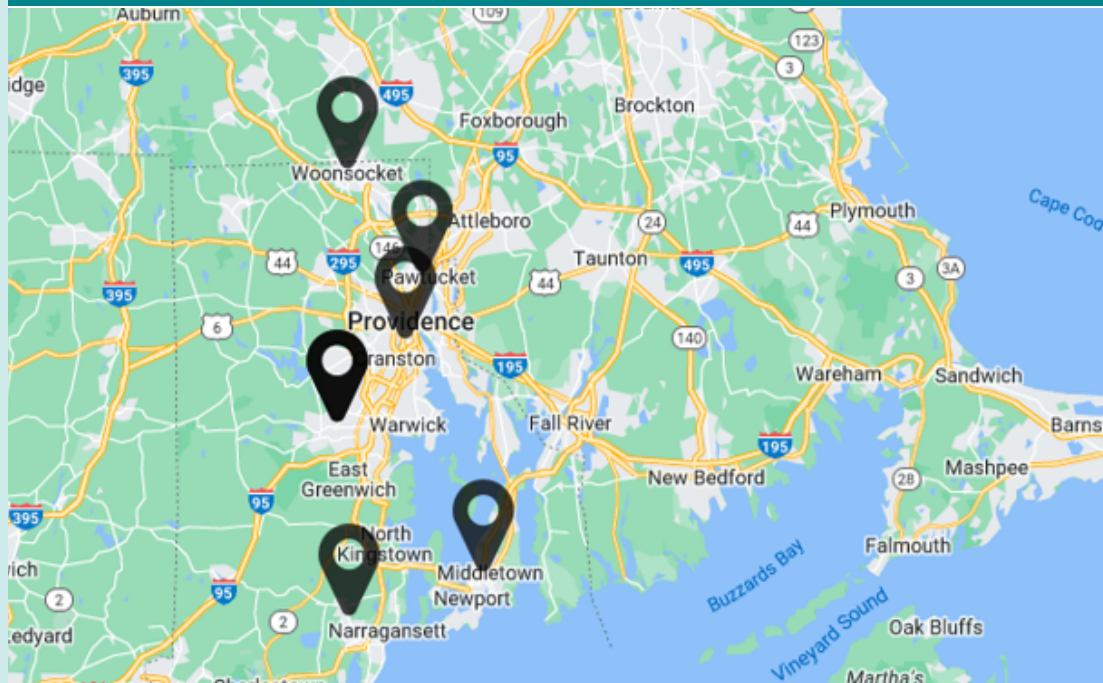 Auburn
109
123
3
395
idge
495
Brockton
Foxborough
95
Woonsocket
Cape Cod
Plymouth
Attleboro
24
44
146
295
44
Taunton
495
3
3A
Pawtucket
44
395
6
Providence
140
ranston
195
Wareham
Sandwich
Warwick
Fall River
Barns
195
East
Greenwich
New Bedford
Mashpee
28
95
395
North
Kingstown
Falmouth
ich
Middletown
Buzzards Bay
95
2
Newport
2
Narragansett
Vineyard Sound
Oak Bluffs
Ledyard
Martha's